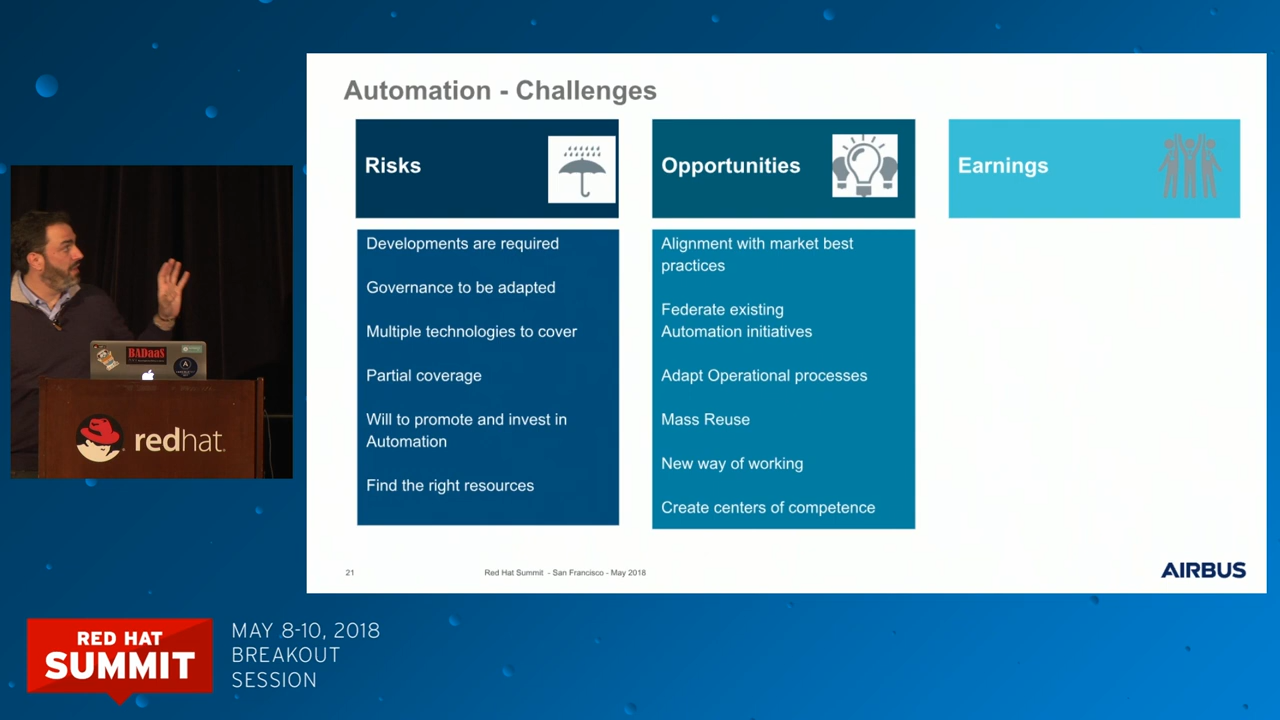 Automation - Challenges
Risks
Developments are required
Governance to be adapted
Multiple technologies to cover
Partial coverage
Will to promote and invest in
Automation
Find the right resources
Opportunities
Alignment with market best
practices
Federate existing
Automation initiatives
Adapt Operational processes
Mass Reuse
New way of working
Create centers of competence
Earnings
21
Red Hat Summit - San Francisco - May 2018
AIRBUS
BADaaS
redhat.
RED HAT
SUMMIT
MAY 8-10, 2018
BREAKOUT
SESSION